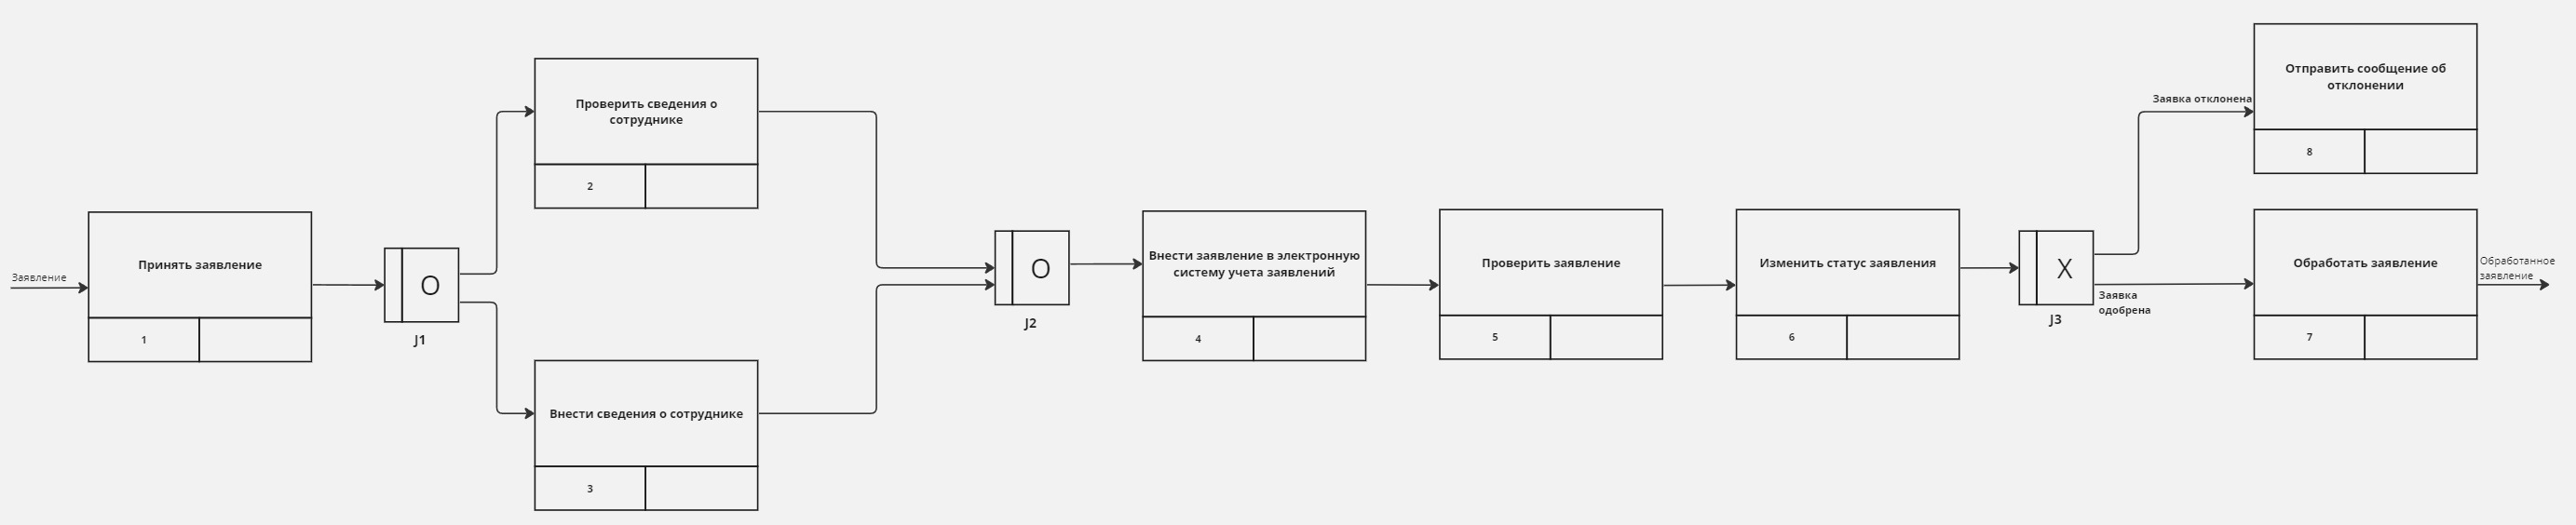 Заявление
Принять заявление
1
О
J1
Проверить сведения о
сотруднике
2
Внести сведения о сотруднике
3
О
J2
Внести заявление в электронную
систему учета заявлений
4
Проверить заявление
5
Изменить статус заявления
6
X
J3
Заявка отклонена
Отправить сообщение об
отклонении
8
Заявка
одобрена
Обработать заявление
7
Обработанное
заявление